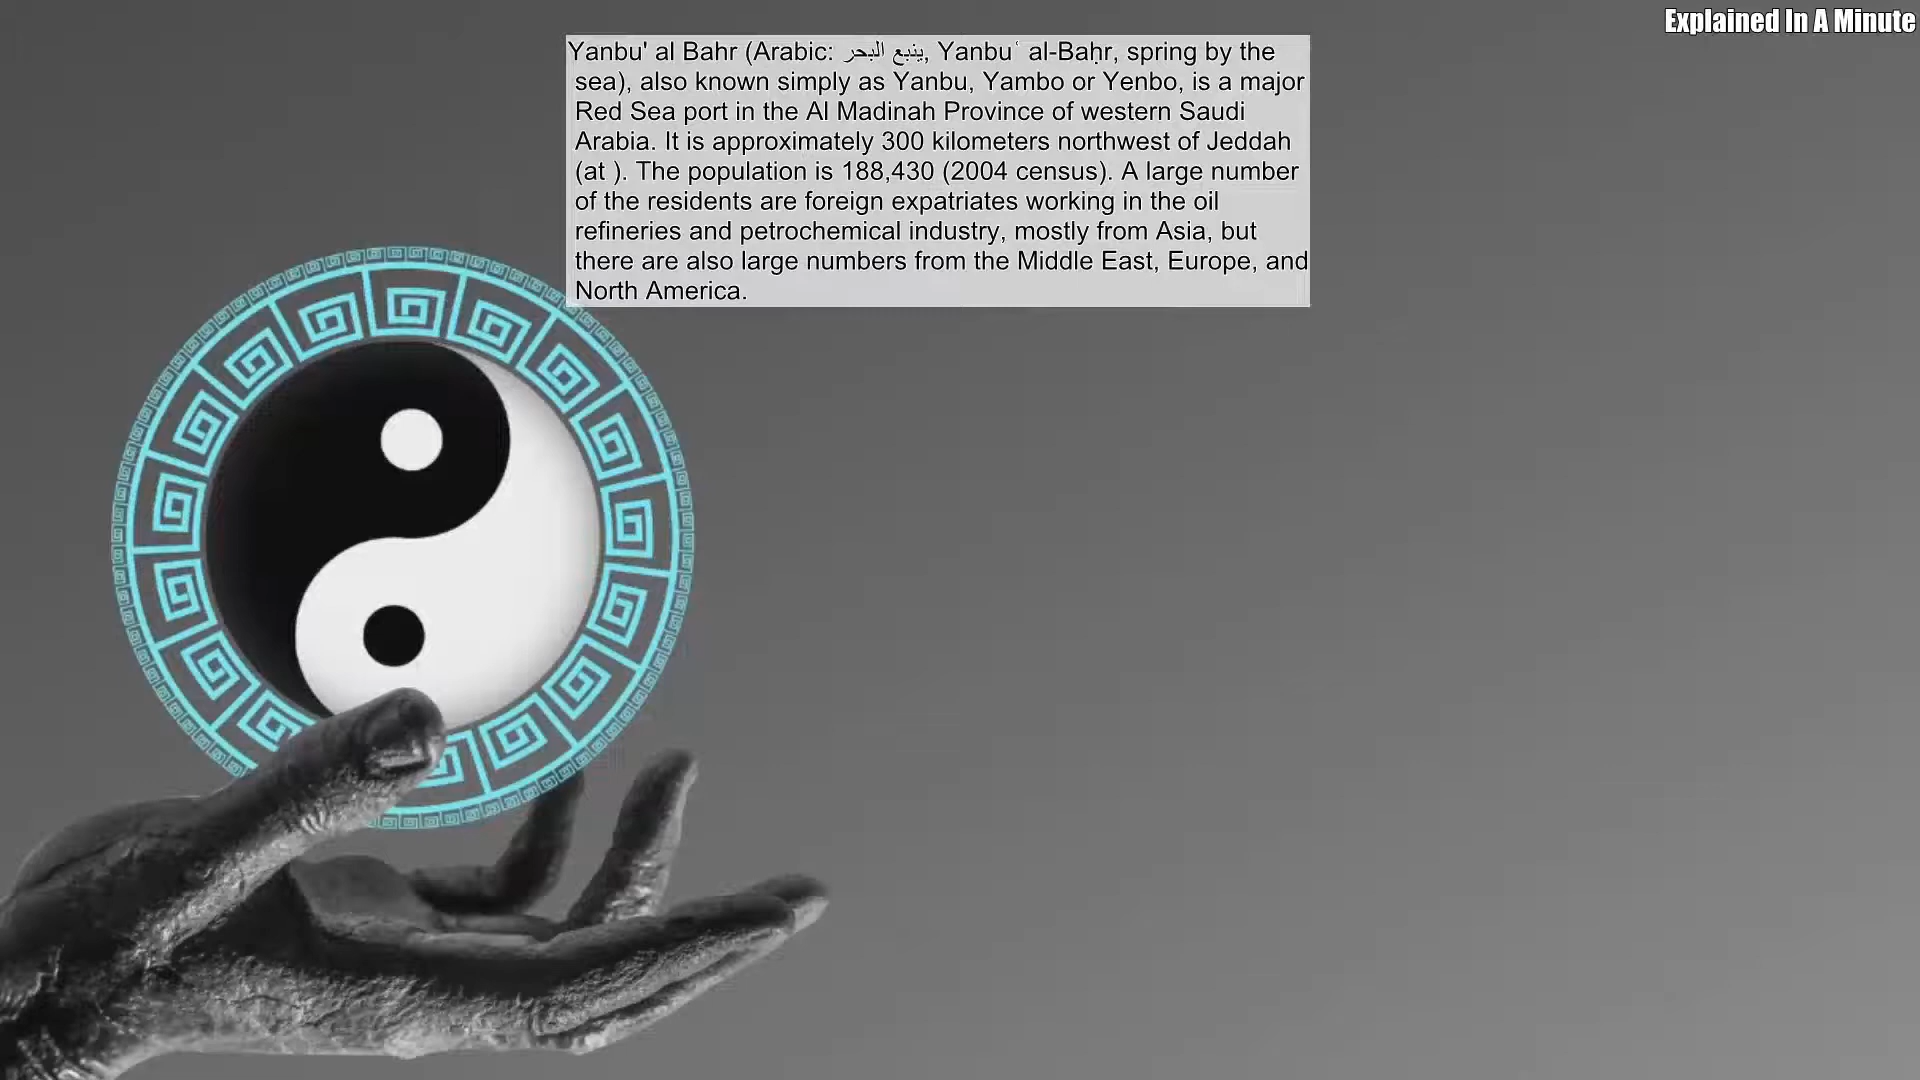 Explained In A Minute
Yanbu' al Bahr (Arabic: ينبع البحر, Yanbuʿ al-Baḥr, spring by the
sea), also known simply as Yanbu, Yambo or Yenbo, is a major
Red Sea port in the Al Madinah Province of western Saudi
Arabia. It is approximately 300 kilometers northwest of Jeddah
(at ). The population is 188,430 (2004 census). A large number
of the residents are foreign expatriates working in the oil
refineries and petrochemical industry, mostly from Asia, but
there are also large numbers from the Middle East, Europe, and
North America.